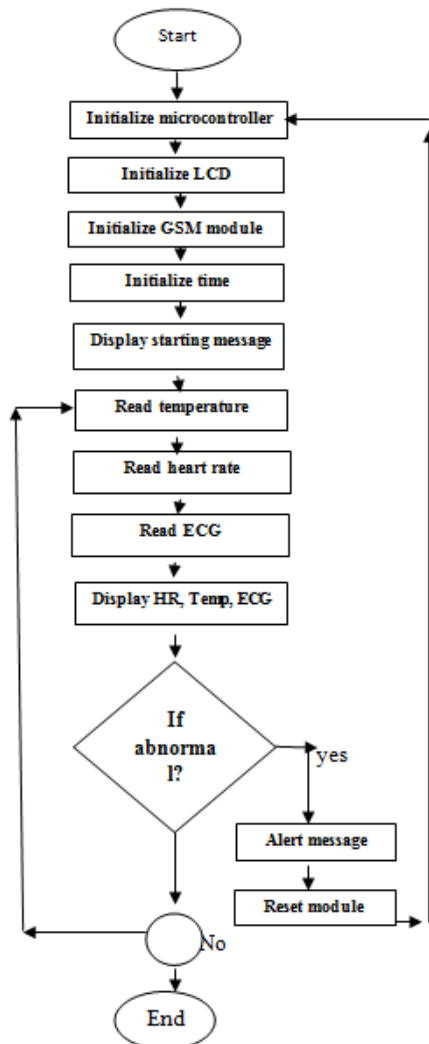 Start
Initialize microcontroller
Initialize LCD
Initialize GSM module
Initialize time
Display starting message
Read temperature
Read heart rate
Read ECG
Display HR, Temp, ECG
If
abnorma
l?
yes
Alert message
Reset module
No
End